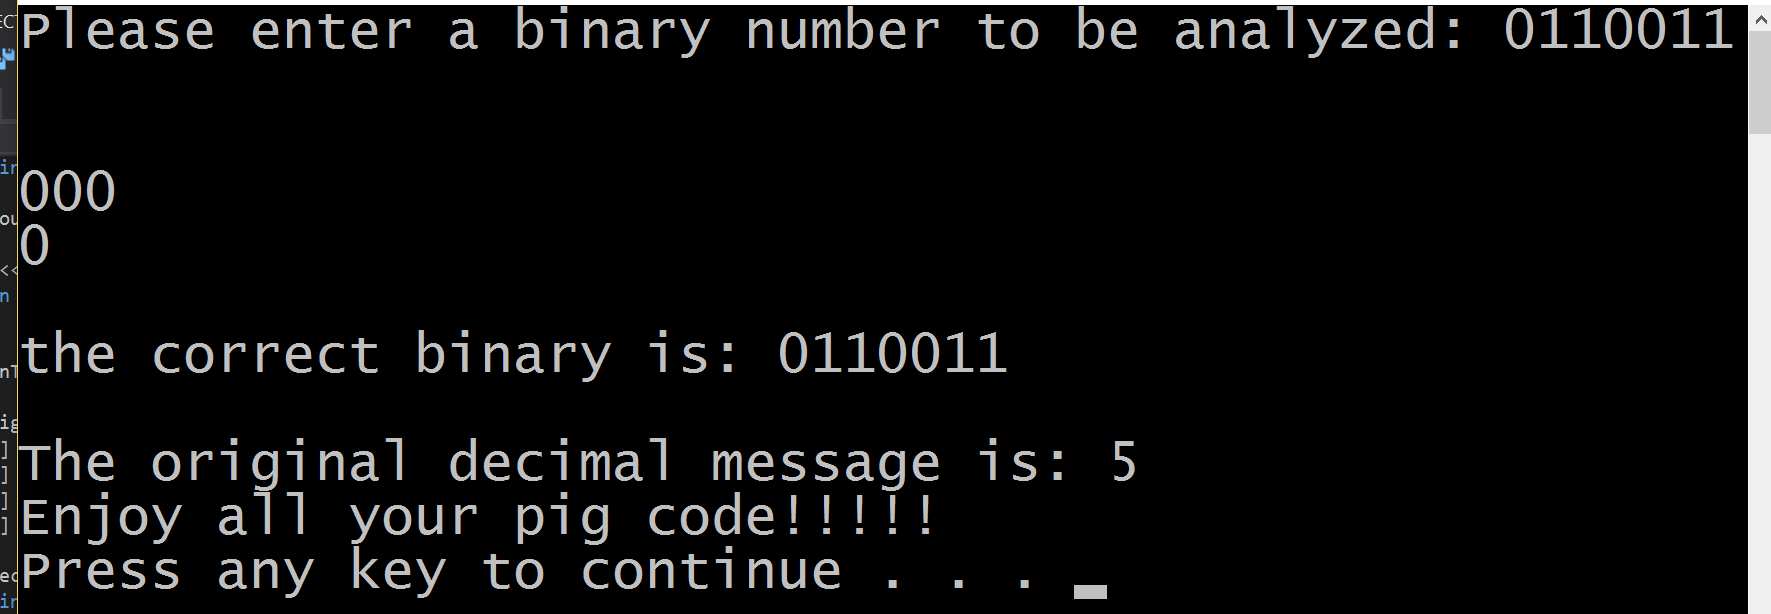 Please enter a binary number to be analyzed: 0110011
000
0
the correct binary is: 0110011
The original decimal message is: 5
Enjoy all your pig code!!!!!
Press any key to continue . . .